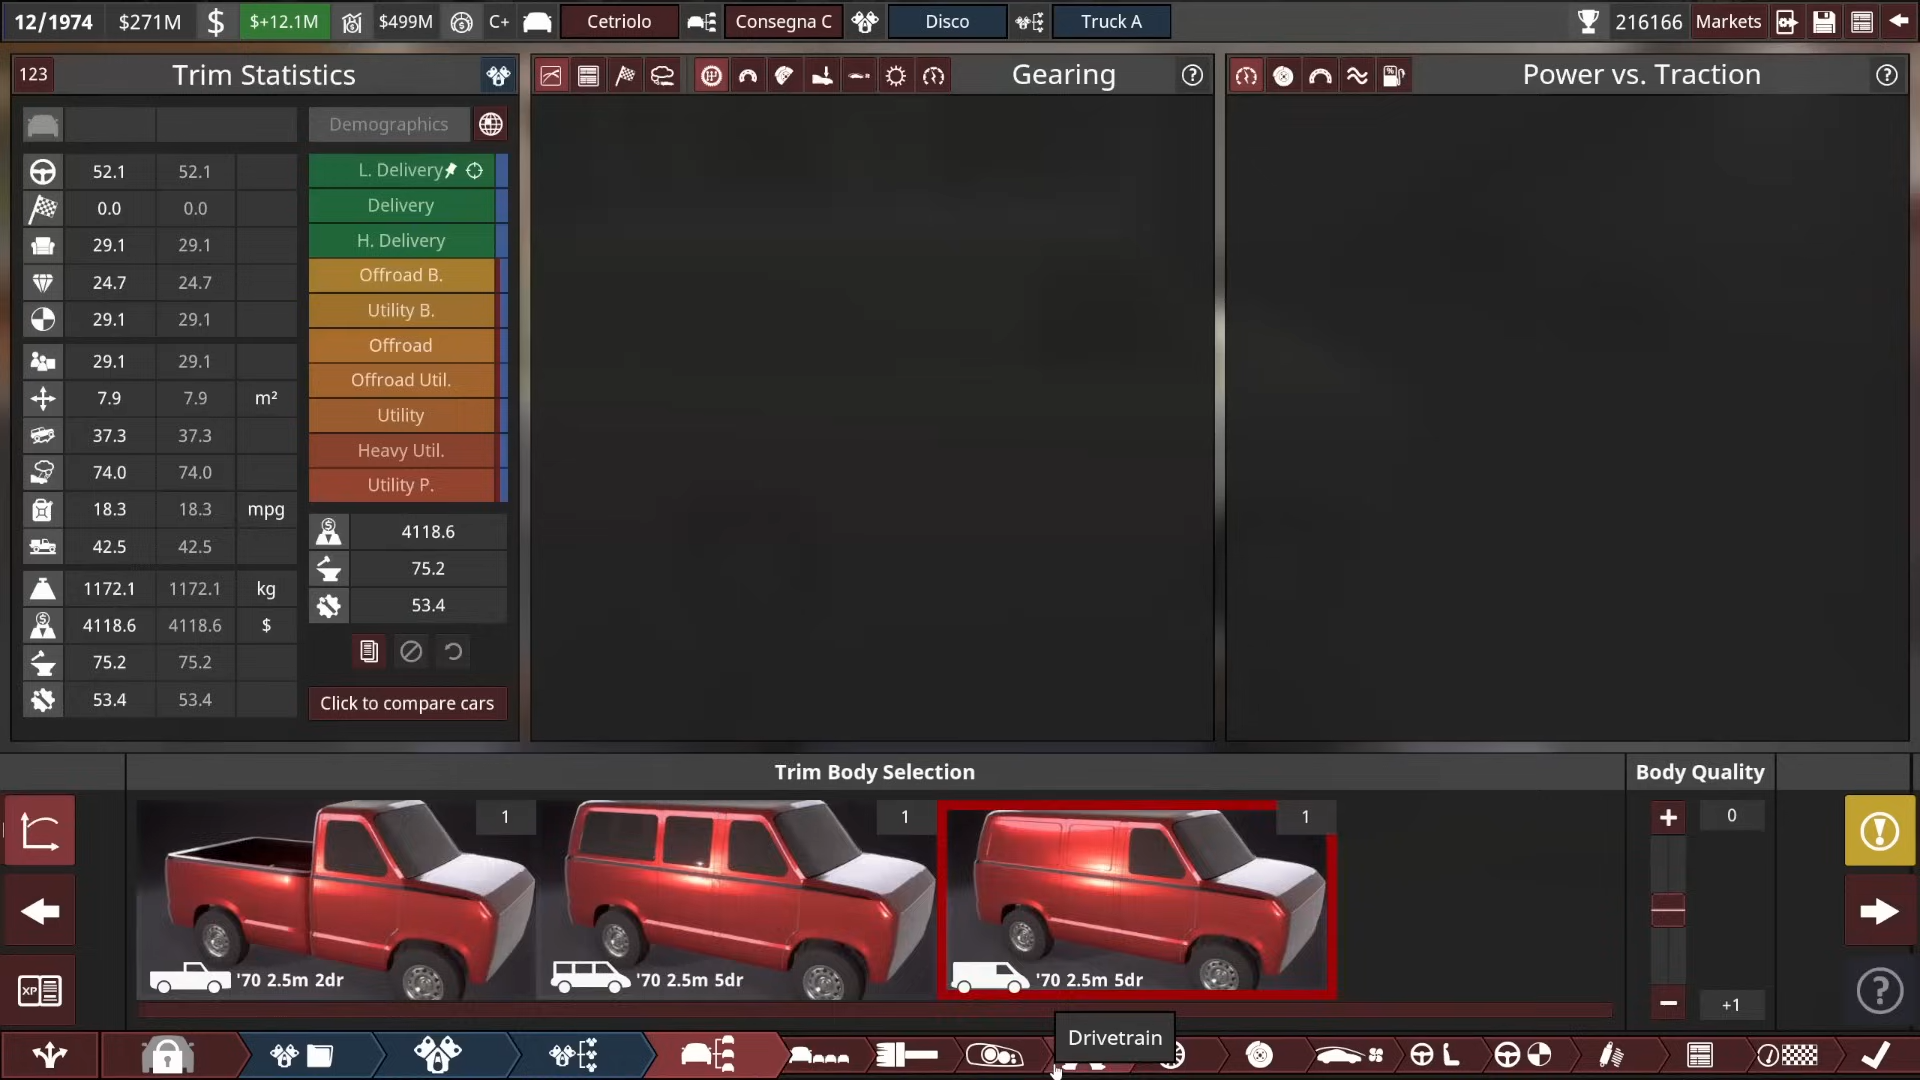 12/1974
$271M
$+12.1M
$499M
C+
Cetriolo
Consegna C
Disco
Truck A
216166
Markets
123
Trim Statistics
Gearing
Power vs. Traction
Demographics
52.1 52.1
0.0 0.0
29.1 29.1
24.7 24.7
29.1 29.1
29.1 29.1
7.9 7.9 m²
37.3 37.3
74.0 74.0
18.3 18.3 mpg
42.5 42.5
1172.1 1172.1 kg
4118.6 4118.6 $
75.2 75.2
53.4 53.4
L. Delivery
Delivery
H. Delivery
Offroad B.
Utility B.
Offroad
Offroad Util.
Utility
Heavy Util.
Utility P.
4118.6
75.2
53.4
Click to compare cars
Trim Body Selection
Body Quality
1
'70 2.5m 2dr
1
'70 2.5m 5dr
1
'70 2.5m 5dr
0
+1
XP
Drivetrain